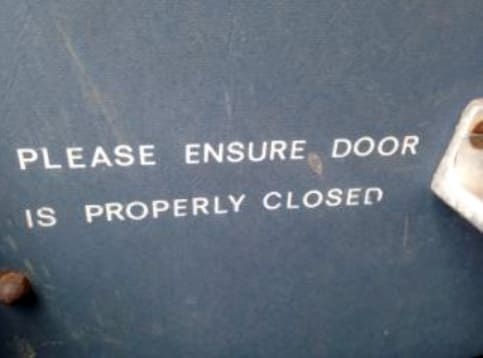 PLEASE ENSURE DOOR
IS PROPERLY CLOSED